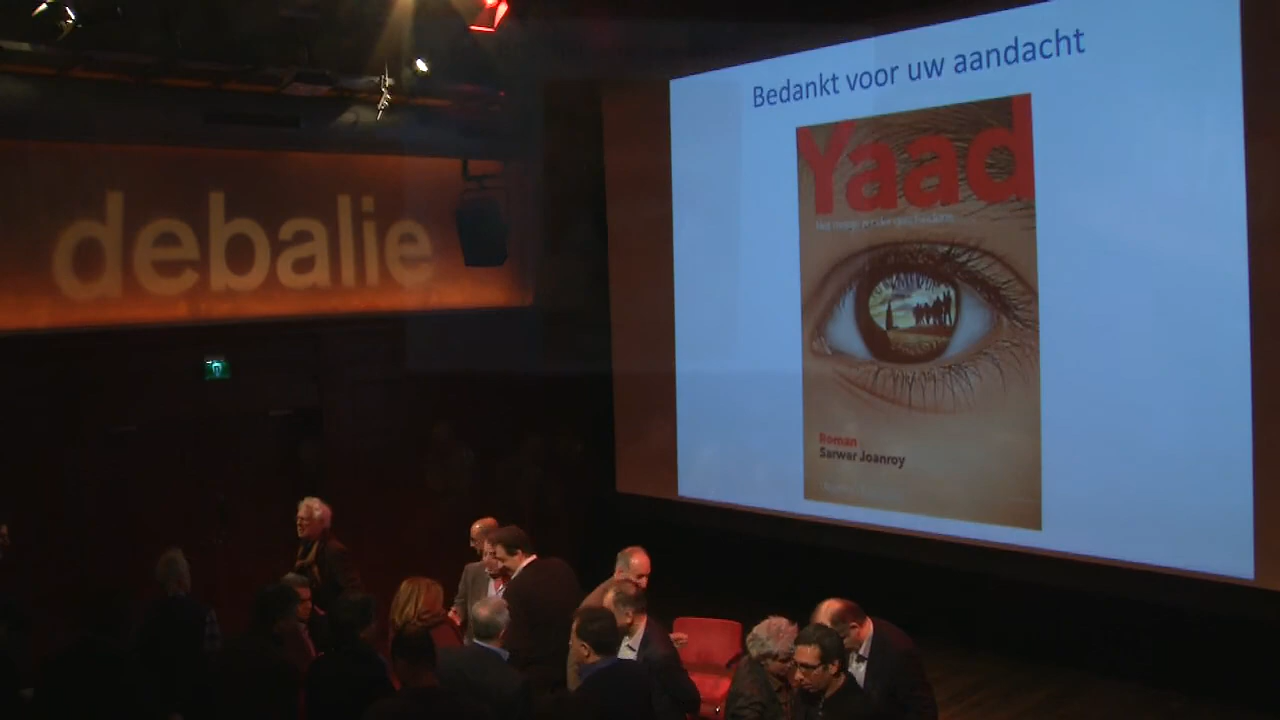 debalie
Bedankt voor uw aandacht
Yaad
Roman
Sarwar Joanroy